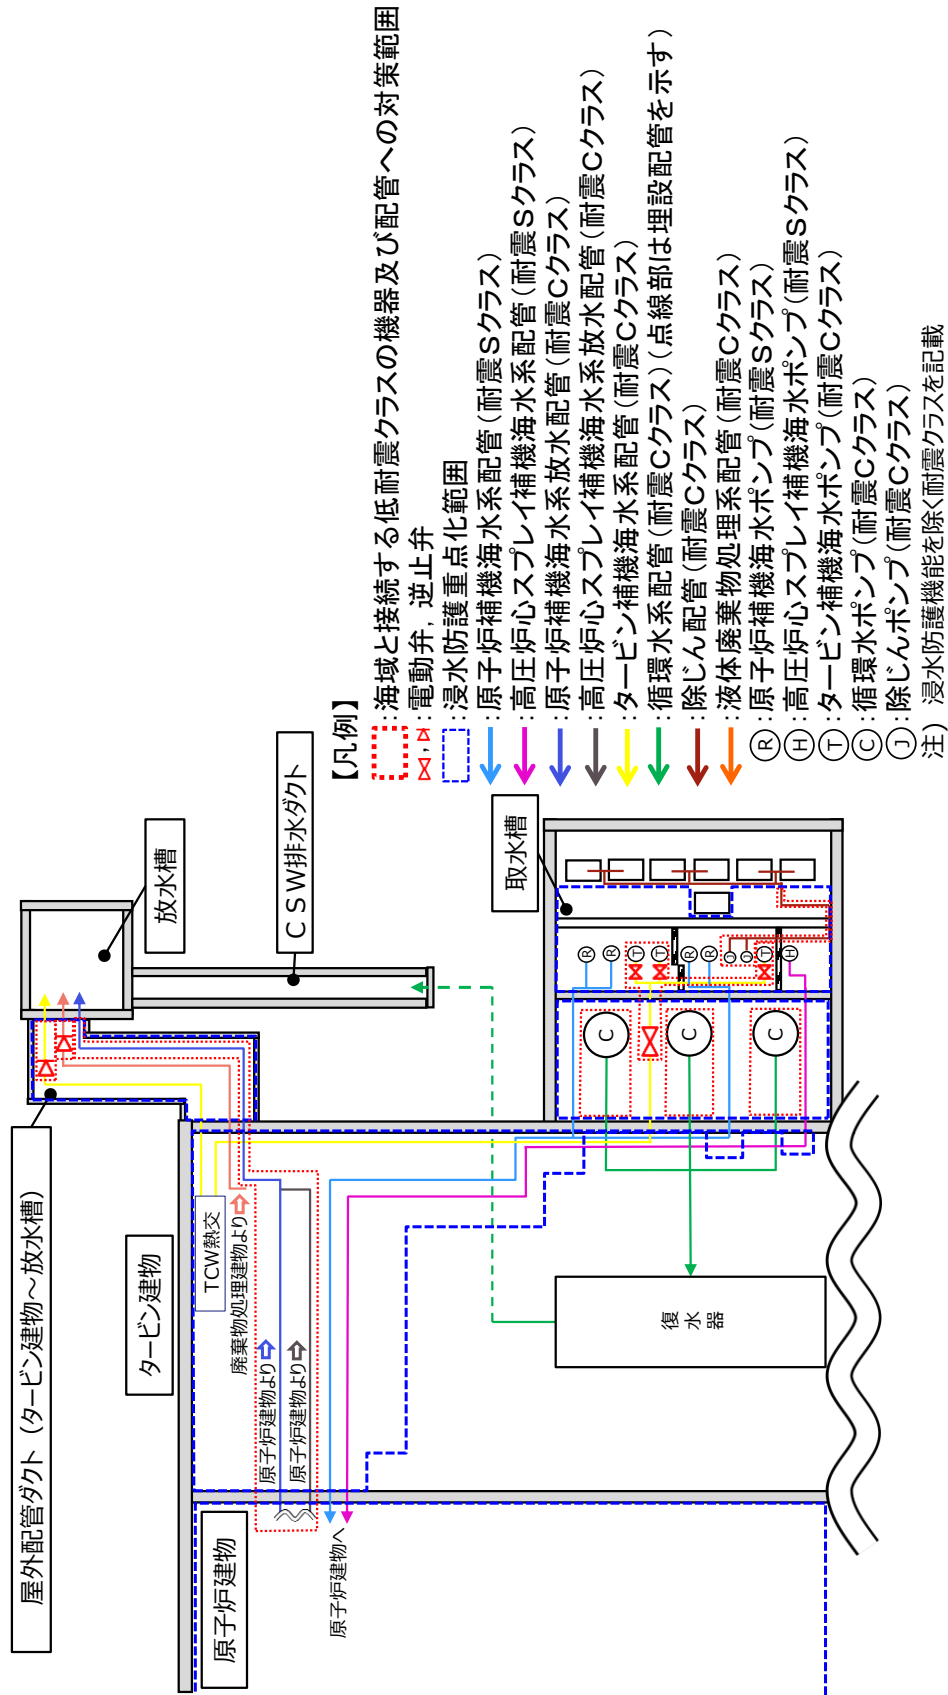 屋外配管ダクト（タービン建物～放水槽）
タービン建物
原子炉建物
放水槽
ＣＳＷ排水ダクト
取水槽
TCW熱交
廃棄物処理建物より
原子炉建物より
原子炉建物より
原子炉建物へ
復水器
R
R
T
T
R
R
J
J
T
H
C
C
C
【凡例】
：海域と接続する低耐震クラスの機器及び配管への対策範囲
，：電動弁，逆止弁
：浸水防護重点化範囲
：原子炉補機海水系配管（耐震Ｓクラス）
：高圧炉心スプレイ補機海水系配管（耐震Ｓクラス）
：原子炉補機海水系放水配管（耐震Ｃクラス）
：高圧炉心スプレイ補機海水系放水配管（耐震Ｃクラス）
：タービン補機海水系配管（耐震Ｃクラス）
：循環水系配管（耐震Ｃクラス）（点線部は埋設配管を示す）
：除じん配管（耐震Ｃクラス）
：液体廃棄物処理系配管（耐震Ｃクラス）
Ⓡ：原子炉補機海水ポンプ（耐震Ｓクラス）
Ⓗ：高圧炉心スプレイ補機海水ポンプ（耐震Ｓクラス）
Ⓣ：タービン補機海水ポンプ（耐震Ｃクラス）
Ⓒ：循環水ポンプ（耐震Ｃクラス）
Ⓙ：除じんポンプ（耐震Ｃクラス）
注）浸水防護機能を除く耐震クラスを記載